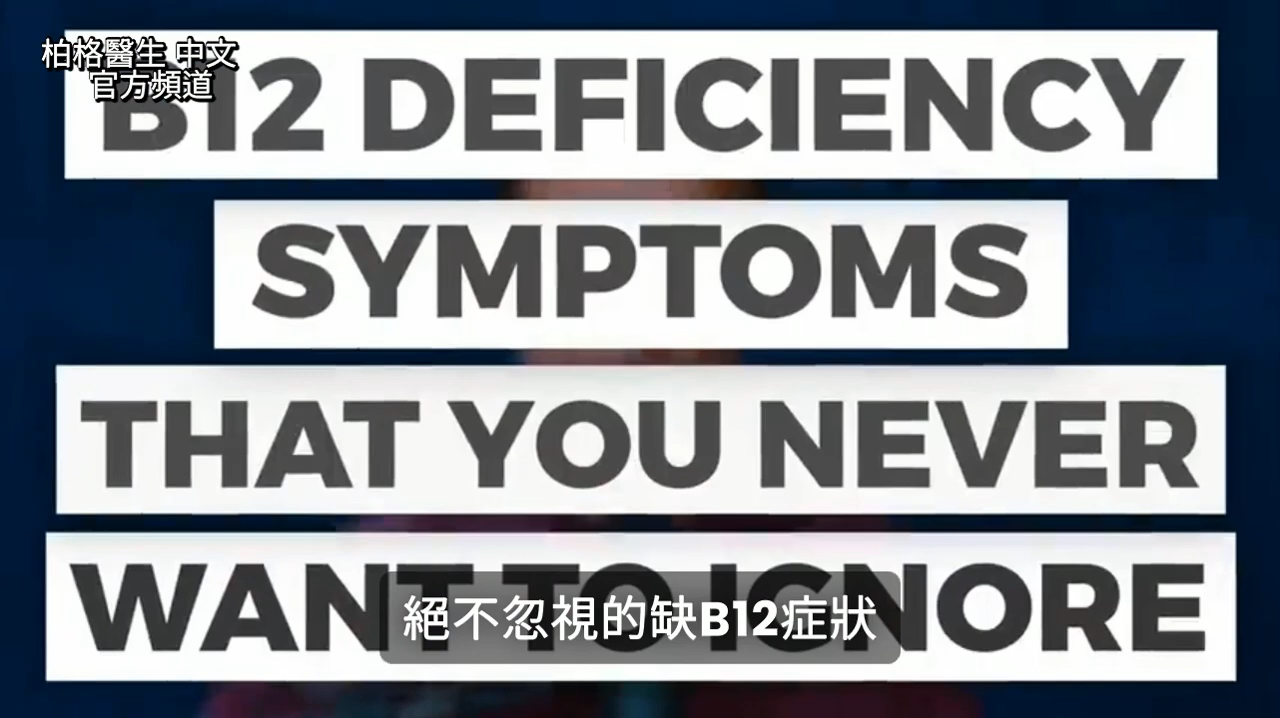 柏格醫生 中文
官方頻道
B12 DEFICIENCY
SYMPTOMS
THAT YOU NEVER
WANT TO IGNORE
絕不忽視的缺B12症狀